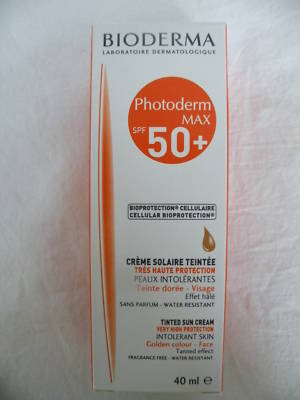 BIODERMA
LABORATOIRE DERMATOLOGIQUE
Photoderm
MAX
SPF 50+
BIOPROTECTION® CELLULAIRE
CELLULAR BIOPROTECTION®
CRÈME SOLAIRE TEINTÉE
TRÈS HAUTE PROTECTION
PEAUX INTOLÉRANTES
Teinte dorée - Visage
Effet hâlé
SANS PARFUM - WATER RESISTANT
TINTED SUN CREAM
VERY HIGH PROTECTION
INTOLERANT SKIN
Golden colour - Face
Tanned effect
FRAGRANCE-FREE - WATER RESISTANT
40 ml e